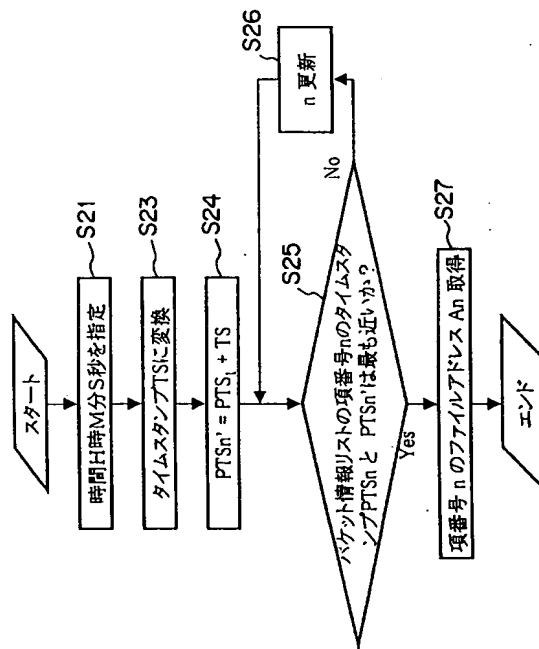 スタート
時間H時M分S秒を指定
S21
タイムスタンプTSに変換
S23
PTSn' = PTS₁ + TS
S24
パケット情報リストの項番号nのタイムスタ
ンプPTSnと PTSn'は最も近いか?
S25
No
n 更新
S26
Yes
項番号 n のファイルアドレス An 取得
S27
エンド